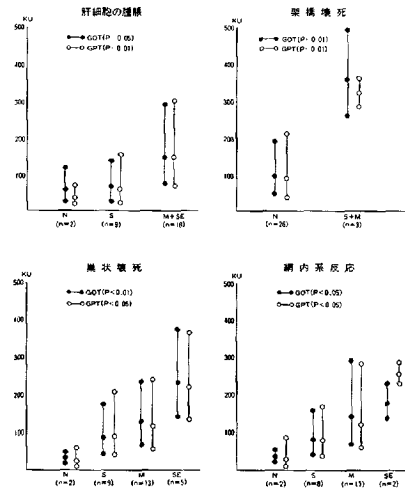 肝細胞の腫脹
KU
GOT(P 0.05)
GPT(P 0.01)
500
400
300
200
100
N
S
M+SE
(n=2)
(n=9)
(n=18)
架橋壊死
KU
GOT(P 0.01)
GPT(P 0.01)
500
400
300
200
100
N
S+M
(n=26)
(n=3)
巣状壊死
KU
GOT(P<0.01)
GPT(P<0.05)
500
400
300
200
100
N
S
M
SE
(n=2)
(n=9)
(n=13)
(n=5)
網内系反応
KU
GOT(P<0.05)
GPT(P<0.05)
500
400
300
200
100
N
S
M
SE
(n=2)
(n=8)
(n=2)